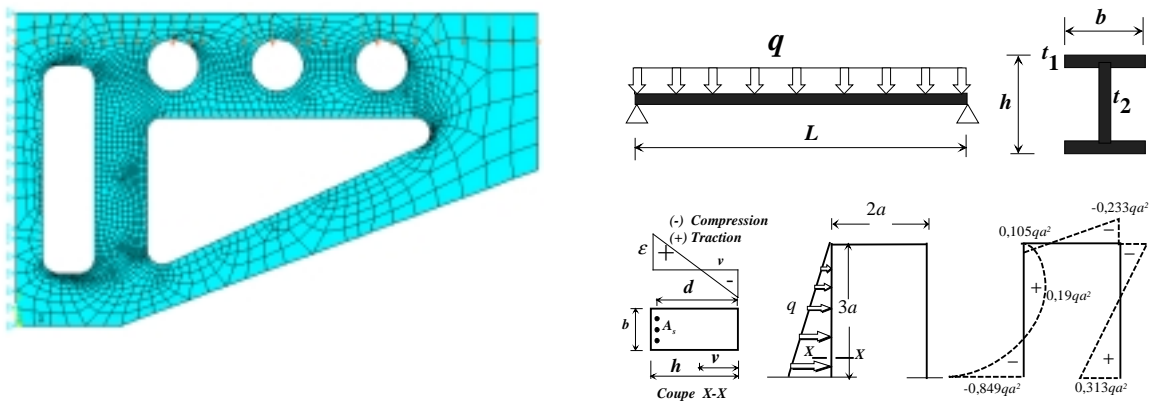 q
b
t₁
h
t₂
L
(-) Compression
(+) Traction
ε
+
v
-
d
b
Aₛ
h
v
Coupe X-X
2a
q
3a
X
X
-0,233qa²
0,105qa²
−
−
+
0,19qa²
−
+
-0,849qa²
0,313qa²